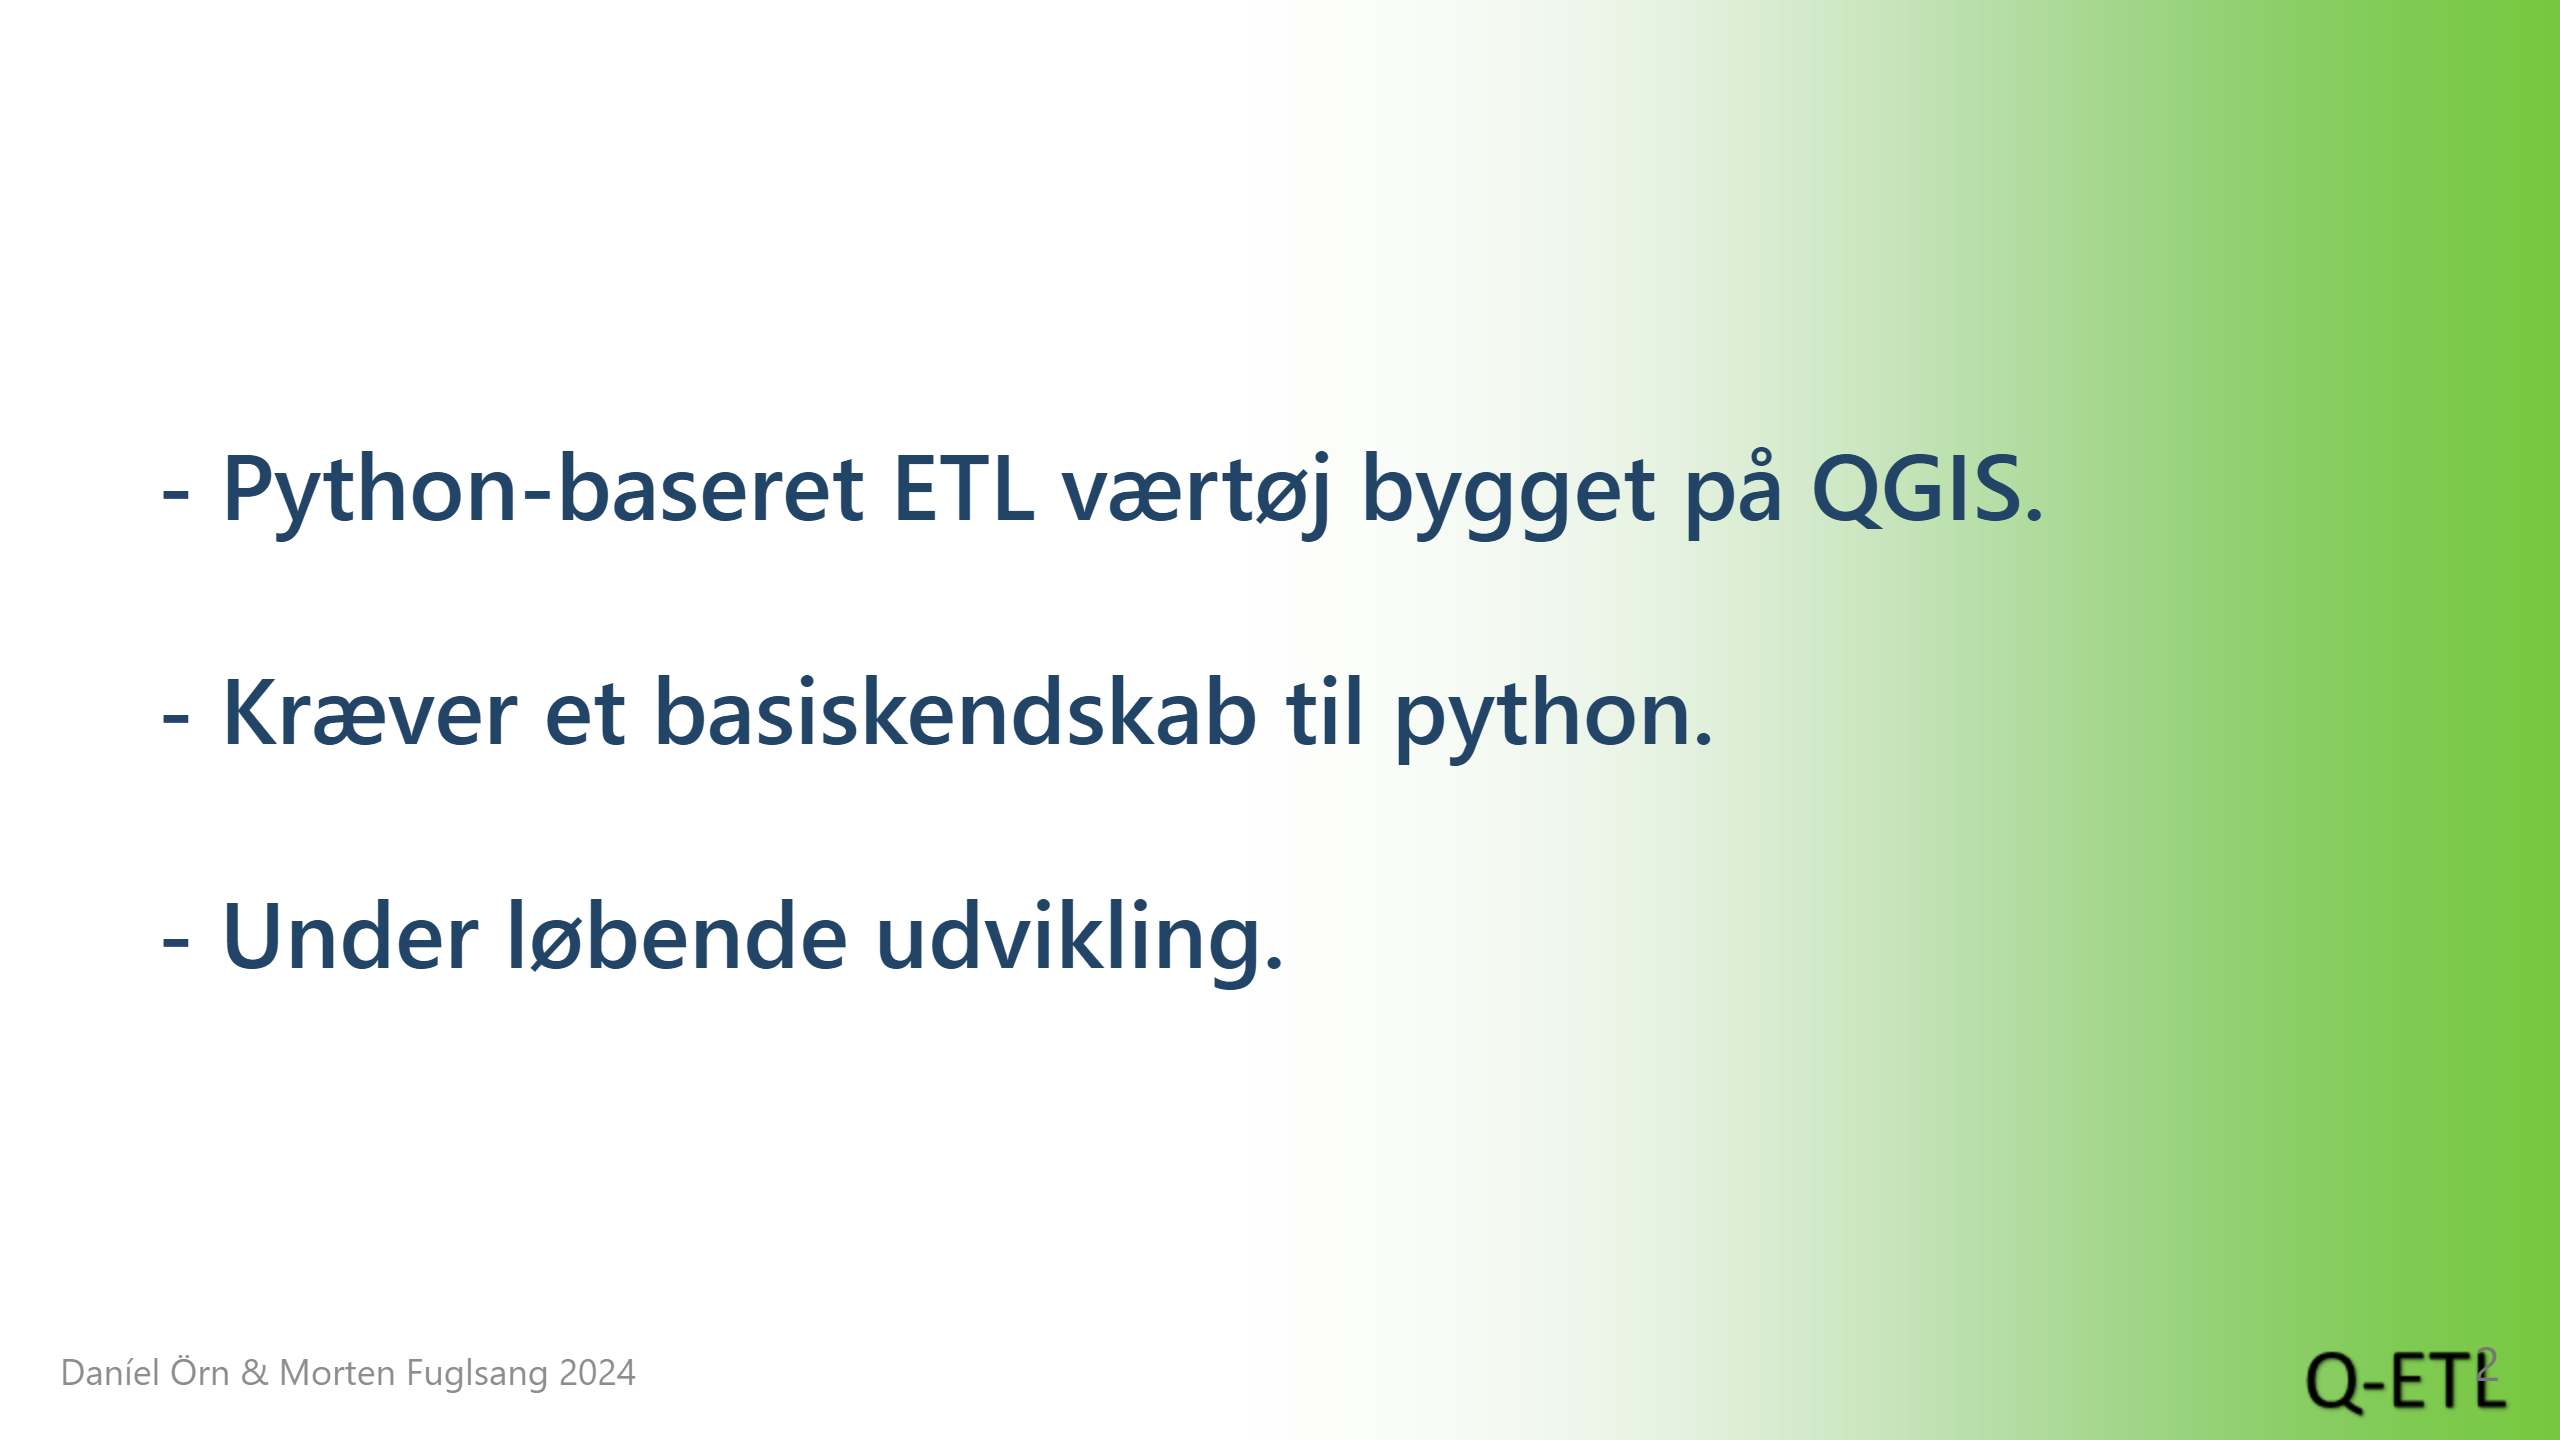 - Python-baseret ETL værtøj bygget på QGIS.
- Kræver et basiskendskab til python.
- Under løbende udvikling.
Daníel Örn & Morten Fuglsang 2024
Q-ETL
2